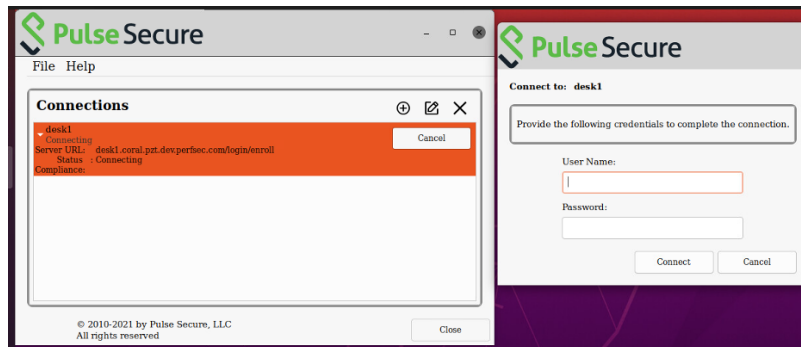 Pulse Secure
File Help
Connections
desk1
Connecting
Cancel
Server URL: desk1.coral.pzt.dev.perfsec.com/login/enroll
Status : Connecting
Compliance:
© 2010-2021 by Pulse Secure, LLC
All rights reserved
Close
Pulse Secure
Connect to: desk1
Provide the following credentials to complete the connection.
User Name:
Password:
Connect Cancel